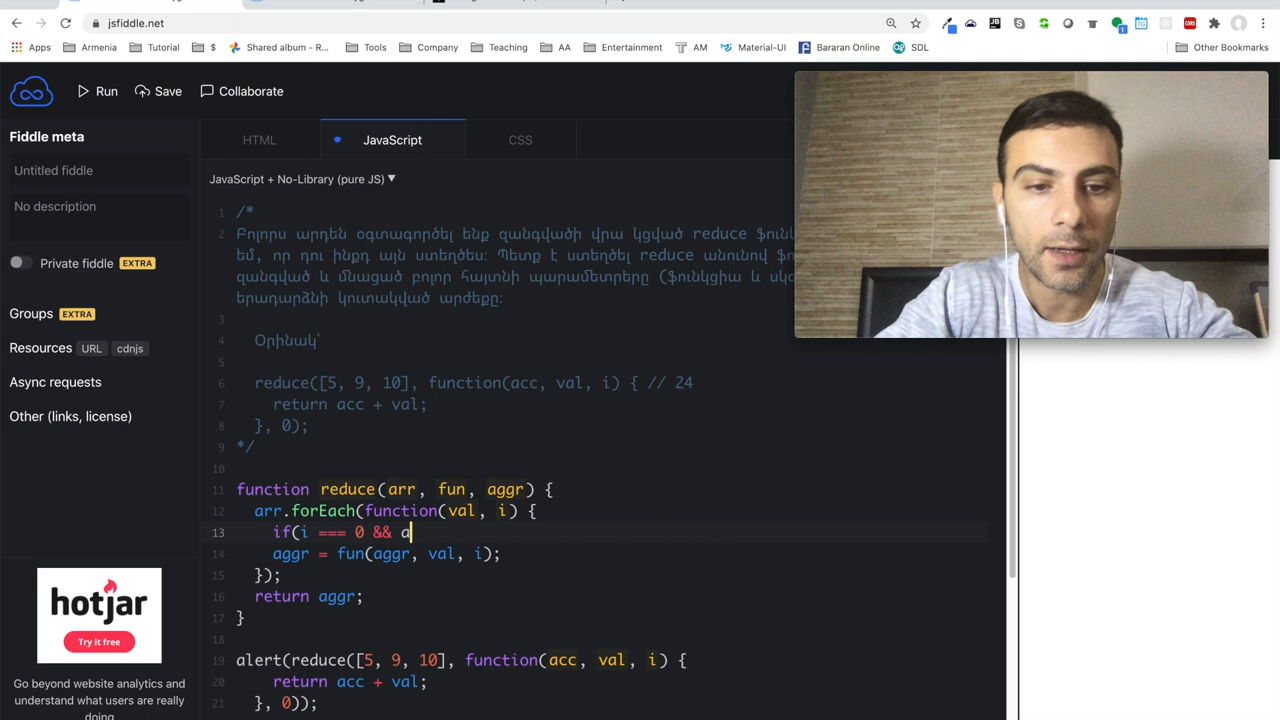 jsfiddle.net
Apps
Armenia
Tutorial
$
Shared album - R...
Tools
Company
Teaching
AA
Entertainment
AM
Material-UI
Bararan Online
SDL
Other Bookmarks
Run
Save
Collaborate
Fiddle meta
Untitled fiddle
No description
Private fiddle EXTRA
Groups EXTRA
Resources URL cdnjs
Async requests
Other (links, license)
hotjar
Try it free
Go beyond website analytics and
understand what users are really
doing
HTML
JavaScript
CSS
JavaScript + No-Library (pure JS)
1 /*
2 Բոլորս արդեն օգտագործել ենք զանգվածի վրա կցված reduce ֆունկ
եմ, որ դու ինքդ այն ստեղծես։ Պետք է ստեղծել reduce անունով ֆո
զանգված և մնացած բոլոր հայտնի պարամետրերը (ֆունկցիա և սկզ
երադարձնի կուտակված արժեքը։
3
4 Օրինակ՝
5
6 reduce([5, 9, 10], function(acc, val, i) { // 24
7 return acc + val;
8 }, 0);
9 */
10
11 function reduce(arr, fun, aggr) {
12 arr.forEach(function(val, i) {
13 if(i === 0 && a
14 aggr = fun(aggr, val, i);
15 });
16 return aggr;
17 }
18
19 alert(reduce([5, 9, 10], function(acc, val, i) {
20 return acc + val;
21 }, 0));